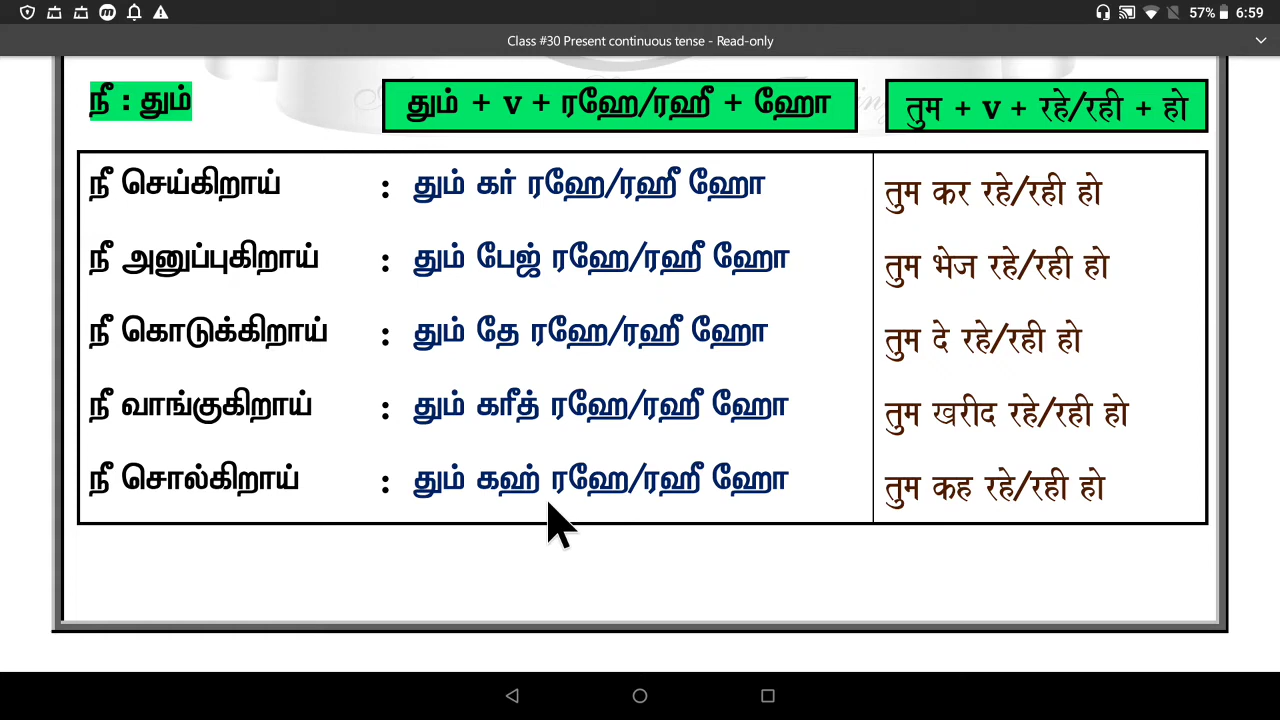 57% 6:59
Class #30 Present continuous tense - Read-only
நீ : தும் தும் + v + ரஹே/ரஹீ + ஹோ तुम + v + रहे/रही + हो
நீ செய்கிறாய் : தும் கர் ரஹே/ரஹீ ஹோ तुम कर रहे/रही हो
நீ அனுப்புகிறாய் : தும் பேஜ் ரஹே/ரஹீ ஹோ तुम भेज रहे/रही हो
நீ கொடுக்கிறாய் : தும் தே ரஹே/ரஹீ ஹோ तुम दे रहे/रही हो
நீ வாங்குகிறாய் : தும் கரீத் ரஹே/ரஹீ ஹோ तुम खरीद रहे/रही हो
நீ சொல்கிறாய் : தும் கஹ் ரஹே/ரஹீ ஹோ तुम कह रहे/रही हो